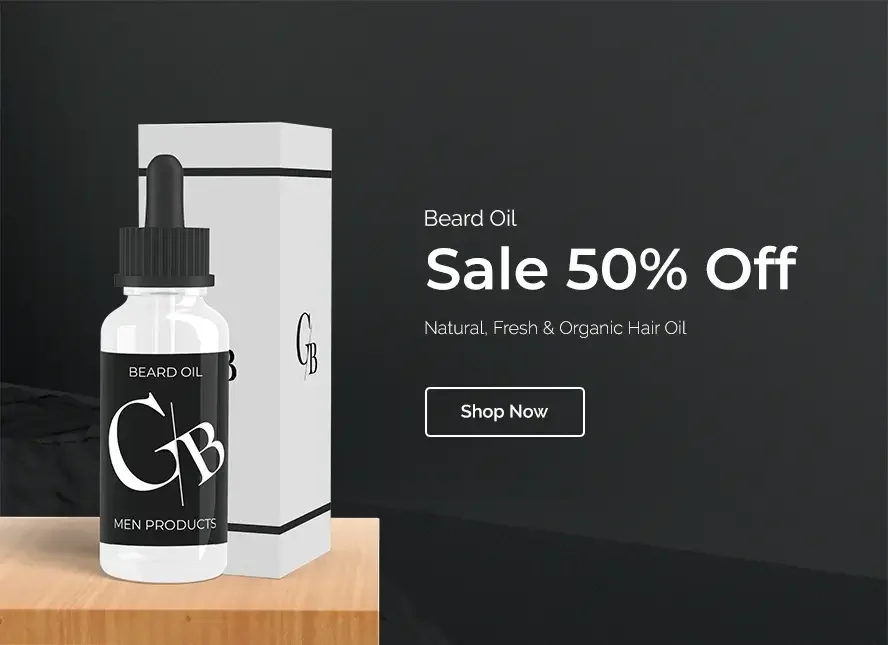 Beard Oil
Sale 50% Off
Natural, Fresh & Organic Hair Oil
Shop Now
BEARD OIL
GB
MEN PRODUCTS
B
GB